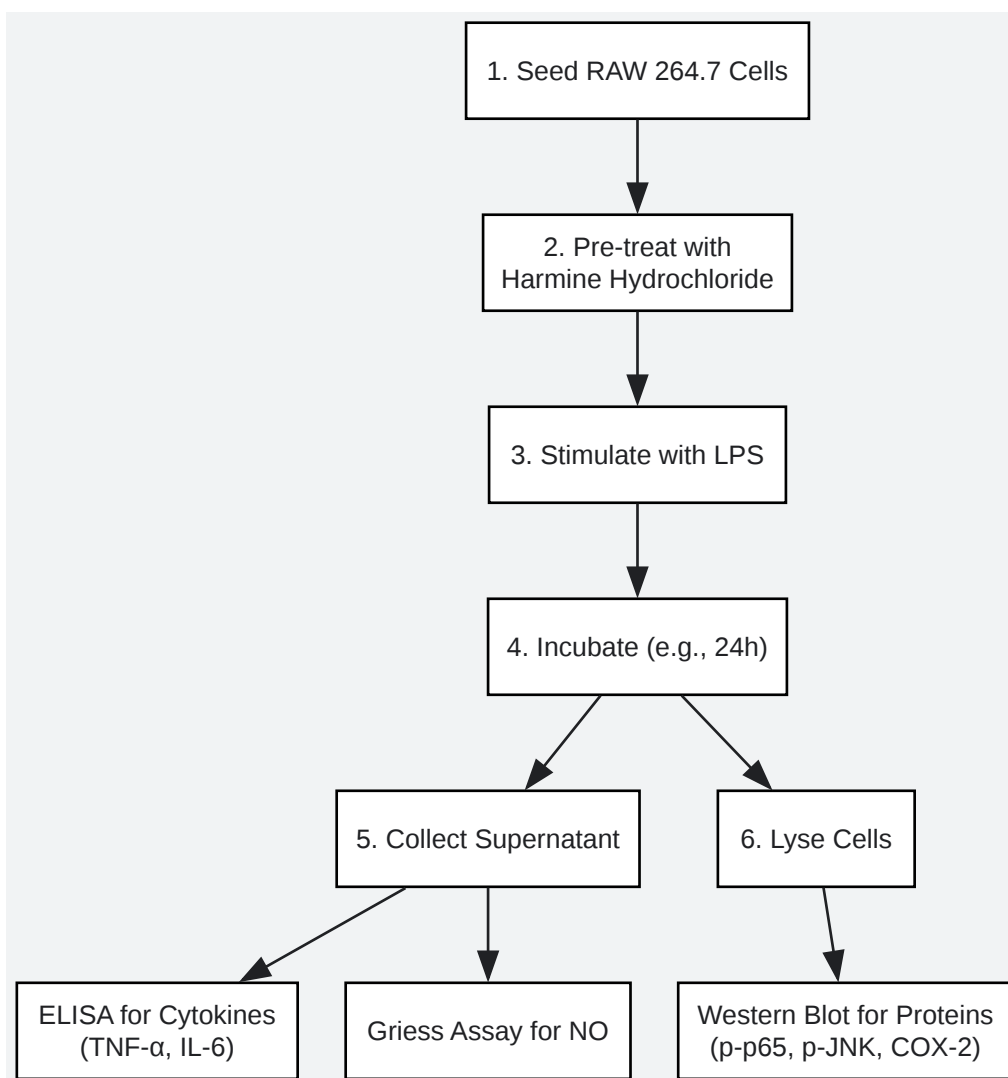 1. Seed RAW 264.7 Cells
2. Pre-treat with
Harmine Hydrochloride
3. Stimulate with LPS
4. Incubate (e.g., 24h)
5. Collect Supernatant
6. Lyse Cells
ELISA for Cytokines
(TNF-α, IL-6)
Griess Assay for NO
Western Blot for Proteins
(p-p65, p-JNK, COX-2)